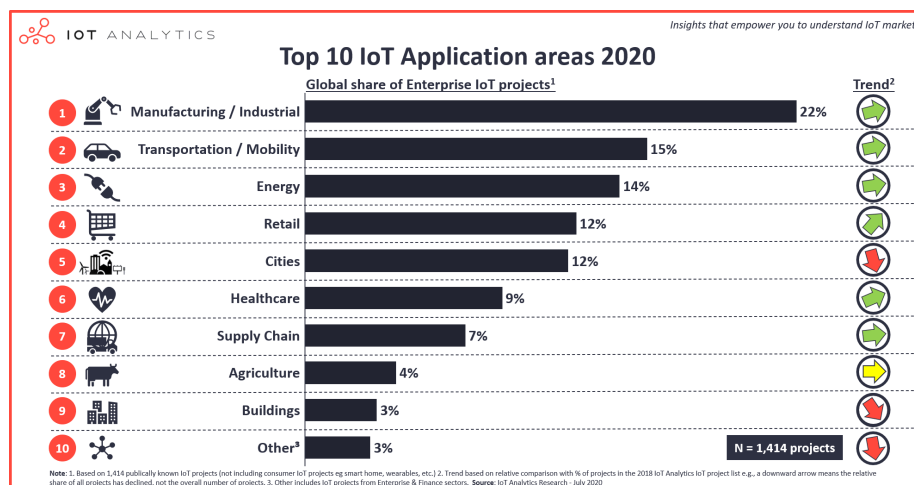 IOT ANALYTICS
Insights that empower you to understand IoT market
Top 10 IoT Application areas 2020
Global share of Enterprise IoT projects¹
Trend²
1 Manufacturing / Industrial 22%
2 Transportation / Mobility 15%
3 Energy 14%
4 Retail 12%
5 Cities 12%
6 Healthcare 9%
7 Supply Chain 7%
8 Agriculture 4%
9 Buildings 3%
10 Other³ 3%
N = 1,414 projects
Note: 1. Based on 1,414 publically known IoT projects (not including consumer IoT projects eg smart home, wearables, etc.) 2. Trend based on relative comparison with % of projects in the 2018 IoT Analytics IoT project list e.g., a downward arrow means the relative
share of all projects has declined, not the overall number of projects. 3. Other includes IoT projects from Enterprise & Finance sectors. Source: IoT Analytics Research - July 2020